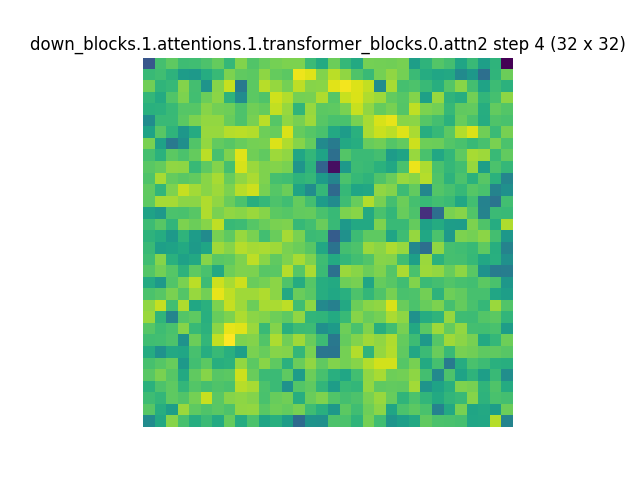 down_blocks.1.attentions.1.transformer_blocks.0.attn2 step 4 (32 x 32)